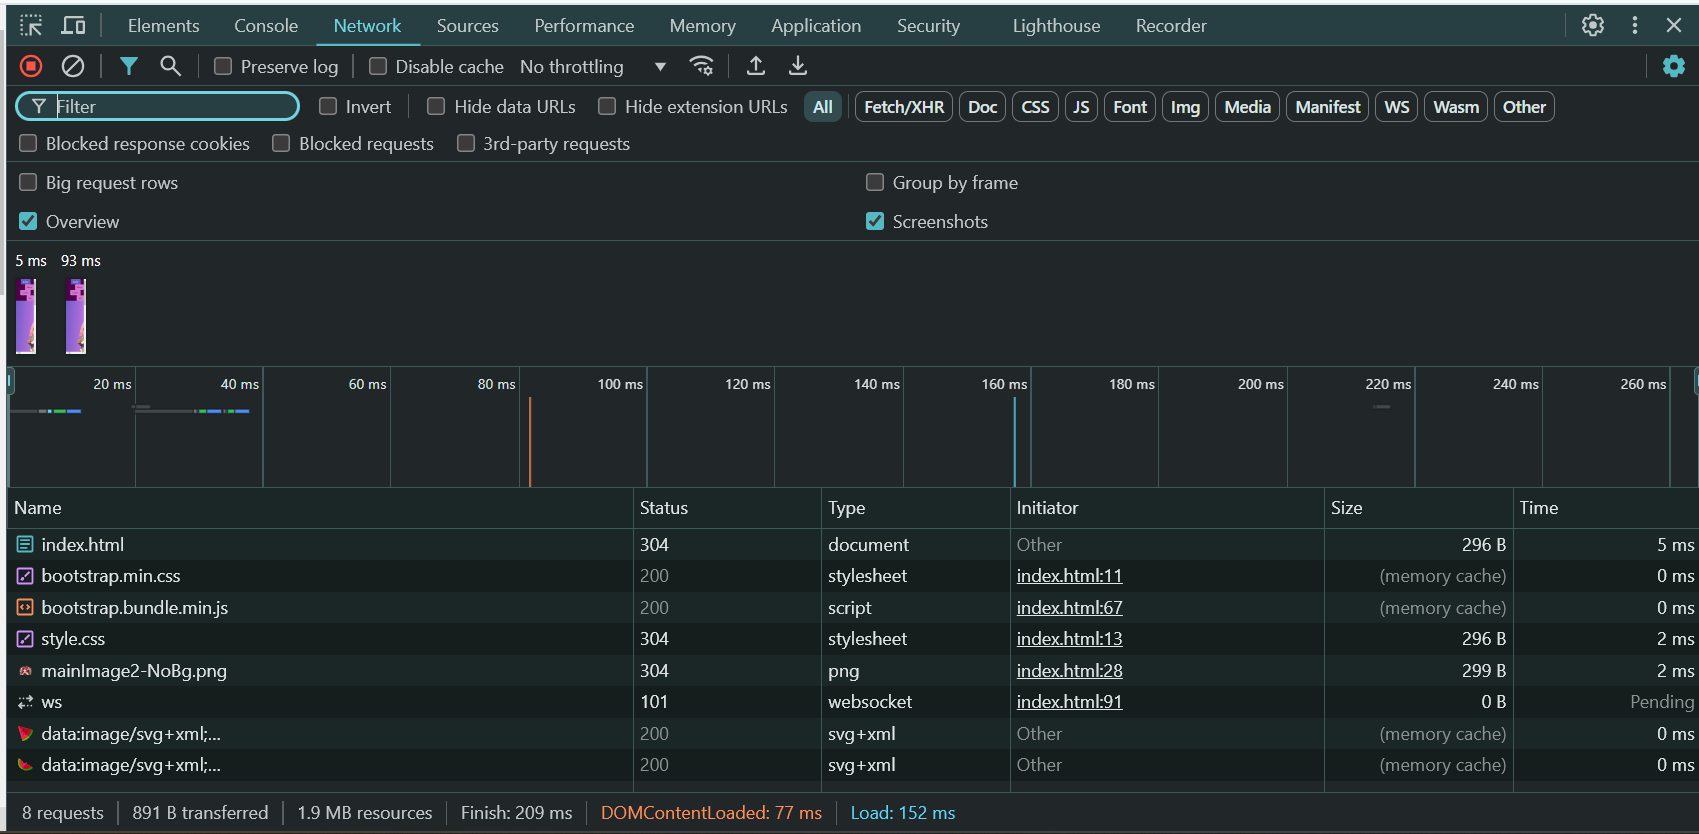 Elements Console Network Sources Performance Memory Application Security Lighthouse Recorder
Preserve log Disable cache No throttling
Filter Invert Hide data URLs Hide extension URLs All Fetch/XHR Doc CSS JS Font Img Media Manifest WS Wasm Other
Blocked response cookies Blocked requests 3rd-party requests
Big request rows Group by frame
Overview Screenshots
5 ms 93 ms
20 ms 40 ms 60 ms 80 ms 100 ms 120 ms 140 ms 160 ms 180 ms 200 ms 220 ms 240 ms 260 ms
Name Status Type Initiator Size Time
index.html 304 document Other 296 B 5 ms
bootstrap.min.css 200 stylesheet index.html:11 (memory cache) 0 ms
bootstrap.bundle.min.js 200 script index.html:67 (memory cache) 0 ms
style.css 304 stylesheet index.html:13 296 B 2 ms
mainImage2-NoBg.png 304 png index.html:28 299 B 2 ms
ws 101 websocket index.html:91 0 B Pending
data:image/svg+xml;... 200 svg+xml Other (memory cache) 0 ms
data:image/svg+xml;... 200 svg+xml Other (memory cache) 0 ms
8 requests 891 B transferred 1.9 MB resources Finish: 209 ms DOMContentLoaded: 77 ms Load: 152 ms